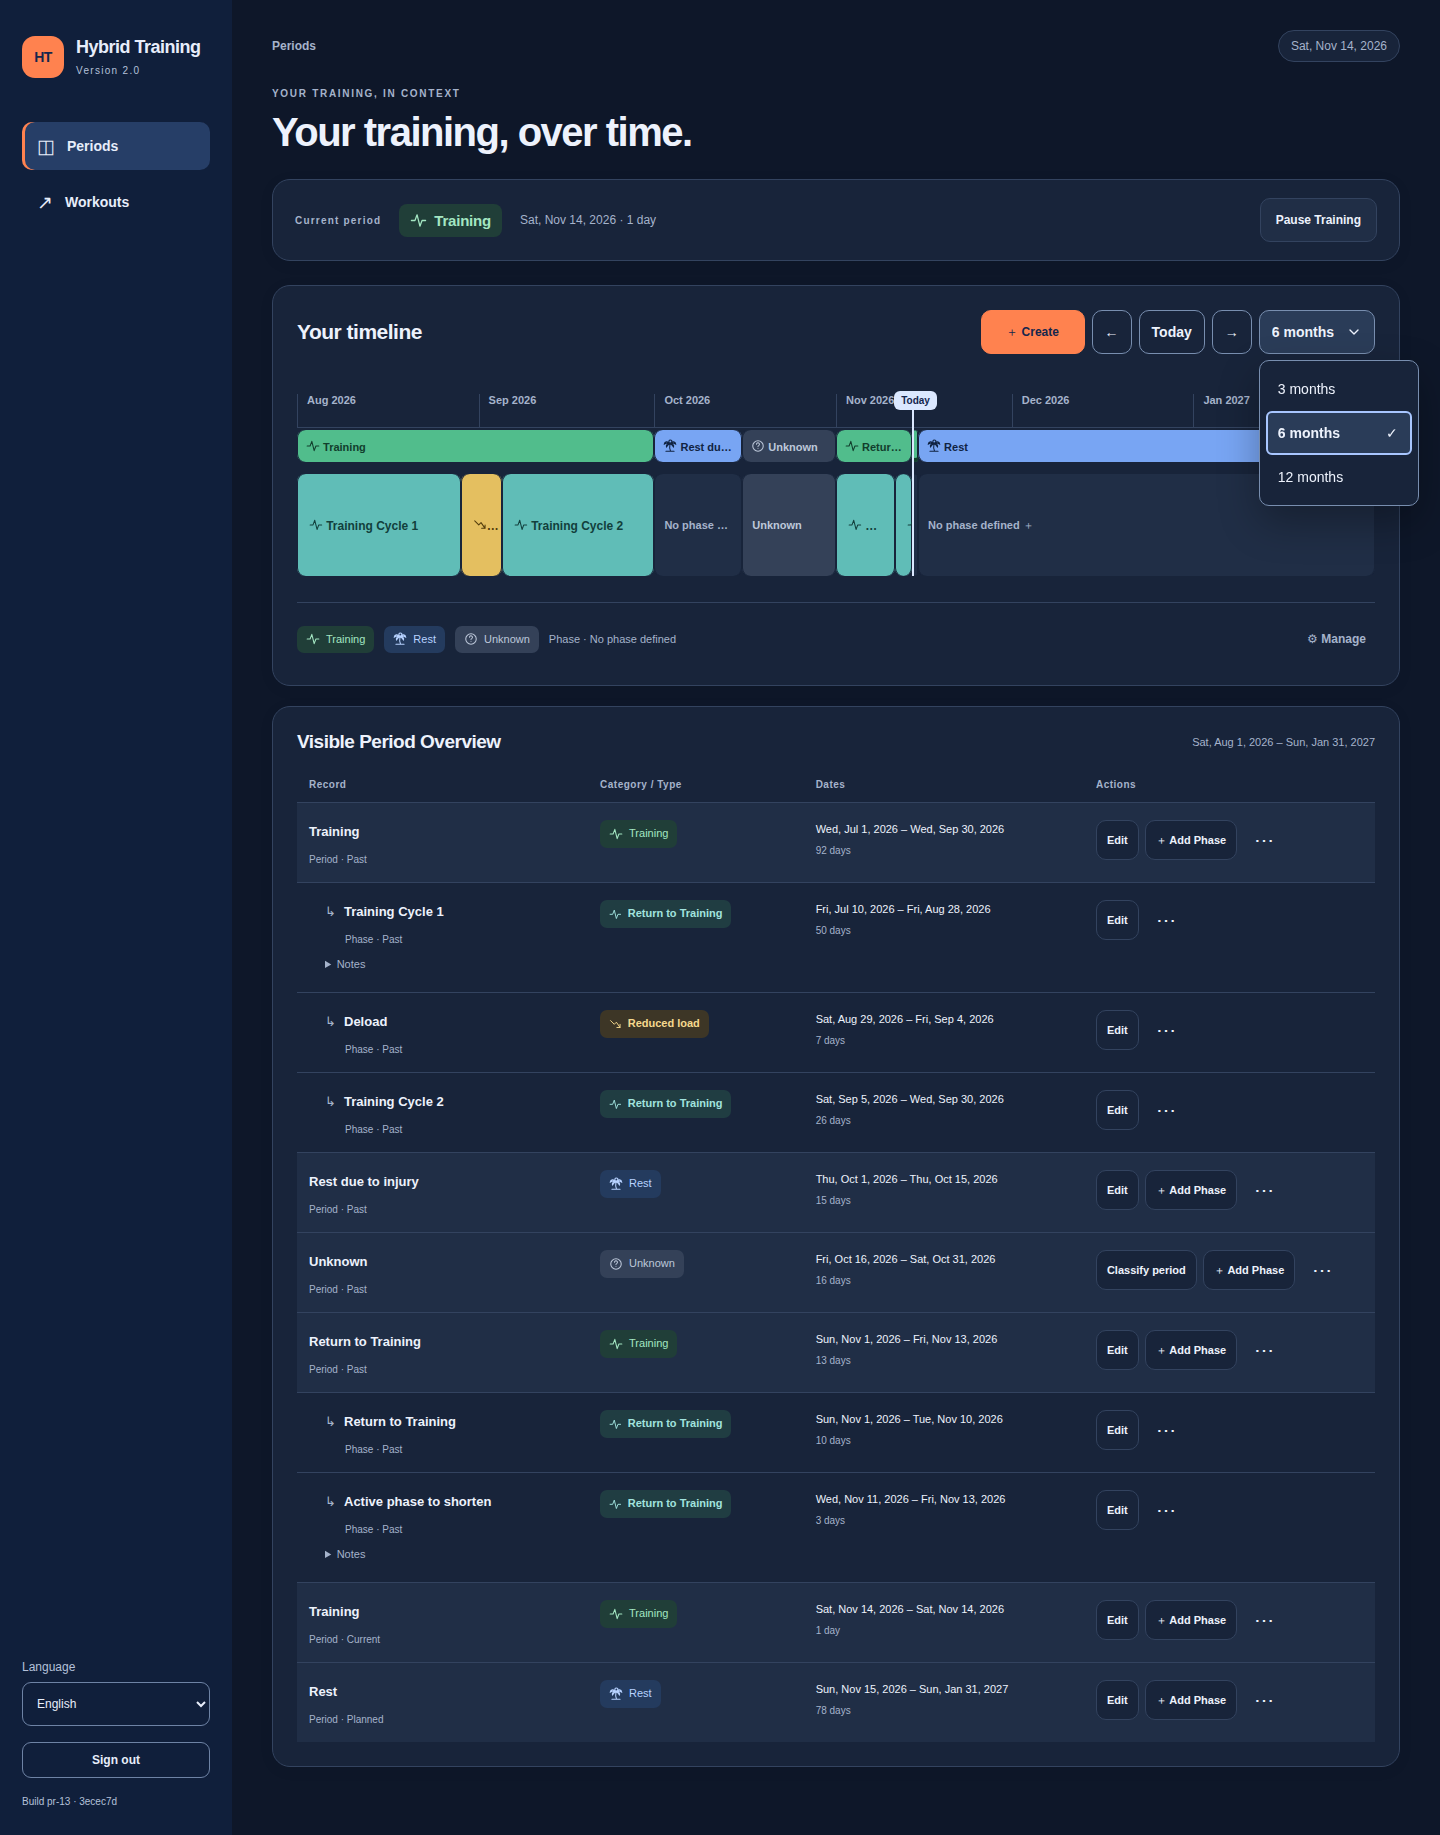 HT
Hybrid Training
Version 2.0
Periods
Workouts
Language
English
Sign out
Build pr-13 · 3ecec7d
Periods
Sat, Nov 14, 2026
YOUR TRAINING, IN CONTEXT
Your training, over time.
Current period
Training
Sat, Nov 14, 2026 · 1 day
Pause Training
Your timeline
+ Create
←
Today
→
6 months
3 months
6 months ✓
12 months
Aug 2026
Sep 2026
Oct 2026
Nov 2026
Today
Dec 2026
Jan 2027
Training
Rest du…
Unknown
Retur…
Rest
Training Cycle 1
…
Training Cycle 2
No phase …
Unknown
…
No phase defined +
Training
Rest
Unknown
Phase · No phase defined
⚙ Manage
Visible Period Overview
Sat, Aug 1, 2026 – Sun, Jan 31, 2027
Record
Category / Type
Dates
Actions
Training
Period · Past
Training
Wed, Jul 1, 2026 – Wed, Sep 30, 2026
92 days
Edit
+ Add Phase
···
↳ Training Cycle 1
Phase · Past
▶ Notes
Return to Training
Fri, Jul 10, 2026 – Fri, Aug 28, 2026
50 days
Edit
···
↳ Deload
Phase · Past
Reduced load
Sat, Aug 29, 2026 – Fri, Sep 4, 2026
7 days
Edit
···
↳ Training Cycle 2
Phase · Past
Return to Training
Sat, Sep 5, 2026 – Wed, Sep 30, 2026
26 days
Edit
···
Rest due to injury
Period · Past
Rest
Thu, Oct 1, 2026 – Thu, Oct 15, 2026
15 days
Edit
+ Add Phase
···
Unknown
Period · Past
Unknown
Fri, Oct 16, 2026 – Sat, Oct 31, 2026
16 days
Classify period
+ Add Phase
···
Return to Training
Period · Past
Training
Sun, Nov 1, 2026 – Fri, Nov 13, 2026
13 days
Edit
+ Add Phase
···
↳ Return to Training
Phase · Past
Return to Training
Sun, Nov 1, 2026 – Tue, Nov 10, 2026
10 days
Edit
···
↳ Active phase to shorten
Phase · Past
▶ Notes
Return to Training
Wed, Nov 11, 2026 – Fri, Nov 13, 2026
3 days
Edit
···
Training
Period · Current
Training
Sat, Nov 14, 2026 – Sat, Nov 14, 2026
1 day
Edit
+ Add Phase
···
Rest
Period · Planned
Rest
Sun, Nov 15, 2026 – Sun, Jan 31, 2027
78 days
Edit
+ Add Phase
···